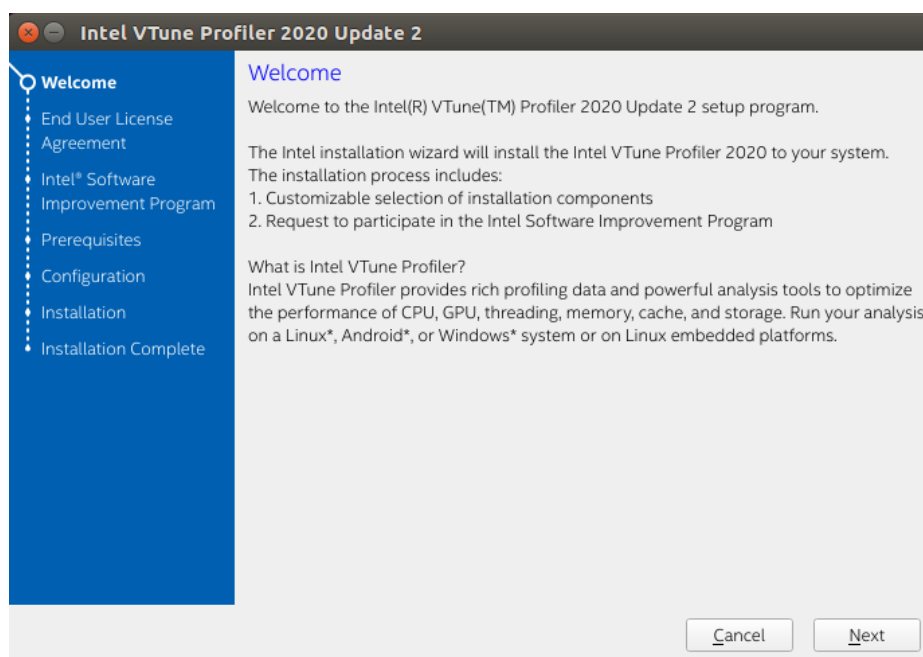 Intel VTune Profiler 2020 Update 2
Welcome
End User License
Agreement
Intel® Software
Improvement Program
Prerequisites
Configuration
Installation
Installation Complete
Welcome
Welcome to the Intel(R) VTune(TM) Profiler 2020 Update 2 setup program.
The Intel installation wizard will install the Intel VTune Profiler 2020 to your system.
The installation process includes:
1. Customizable selection of installation components
2. Request to participate in the Intel Software Improvement Program
What is Intel VTune Profiler?
Intel VTune Profiler provides rich profiling data and powerful analysis tools to optimize
the performance of CPU, GPU, threading, memory, cache, and storage. Run your analysis
on a Linux*, Android*, or Windows* system or on Linux embedded platforms.
Cancel
Next